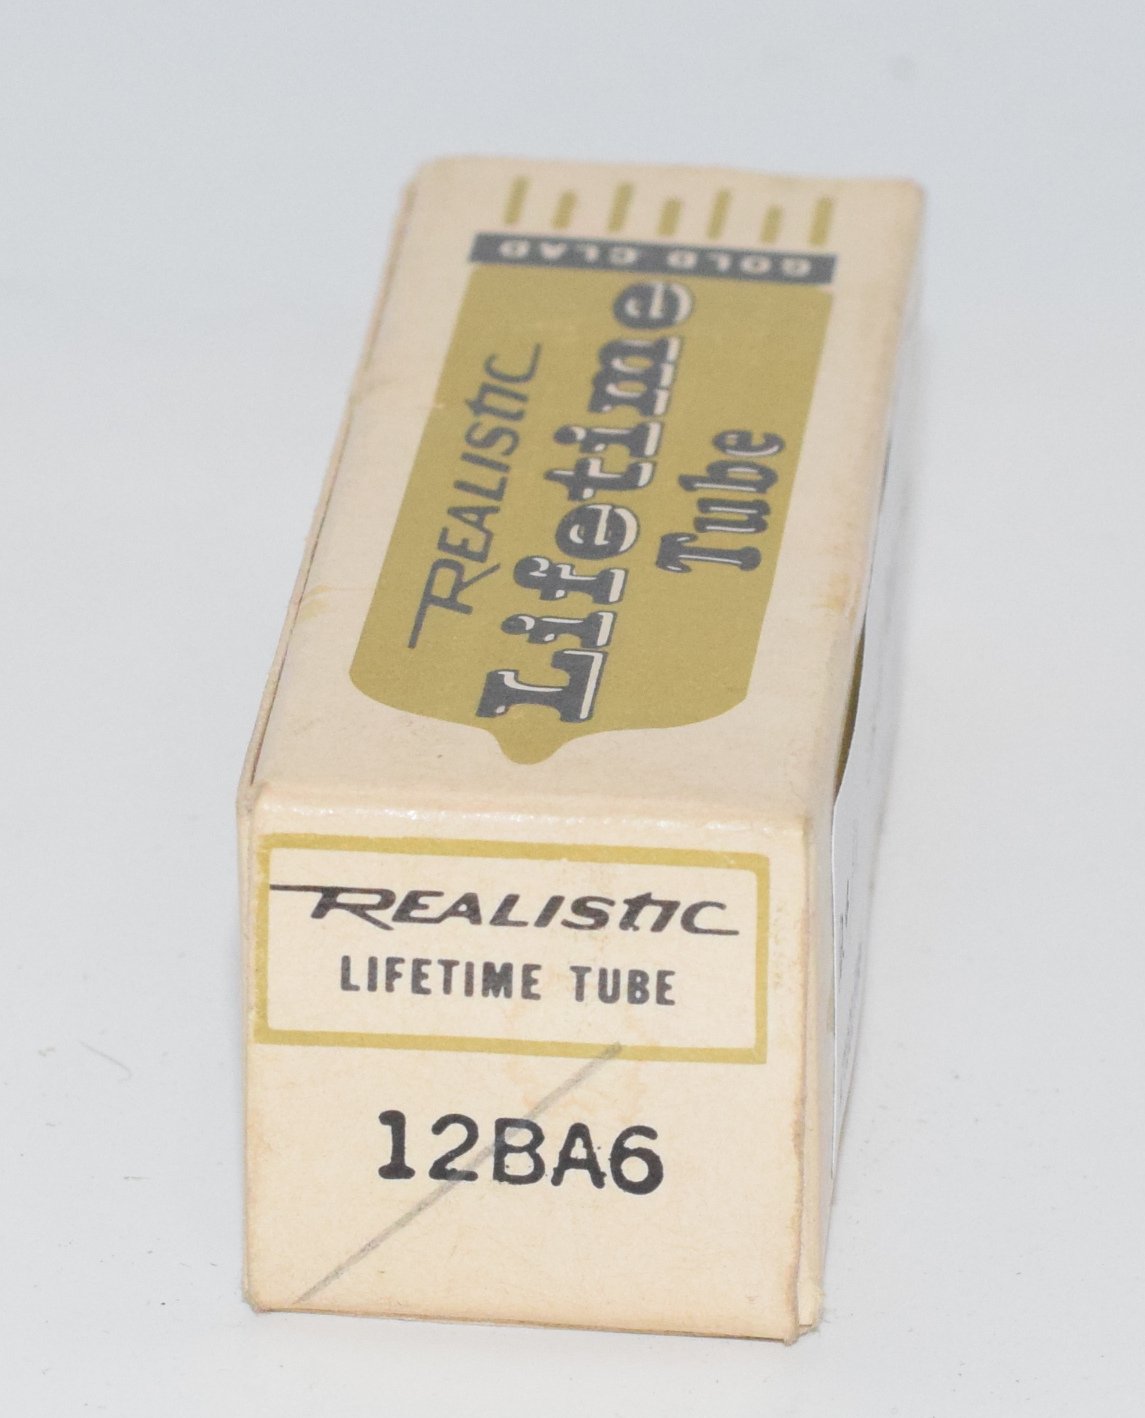 GOLD CLAD
REALISTIC
Lifetime
Tube
REALISTIC
LIFETIME TUBE
12BA6